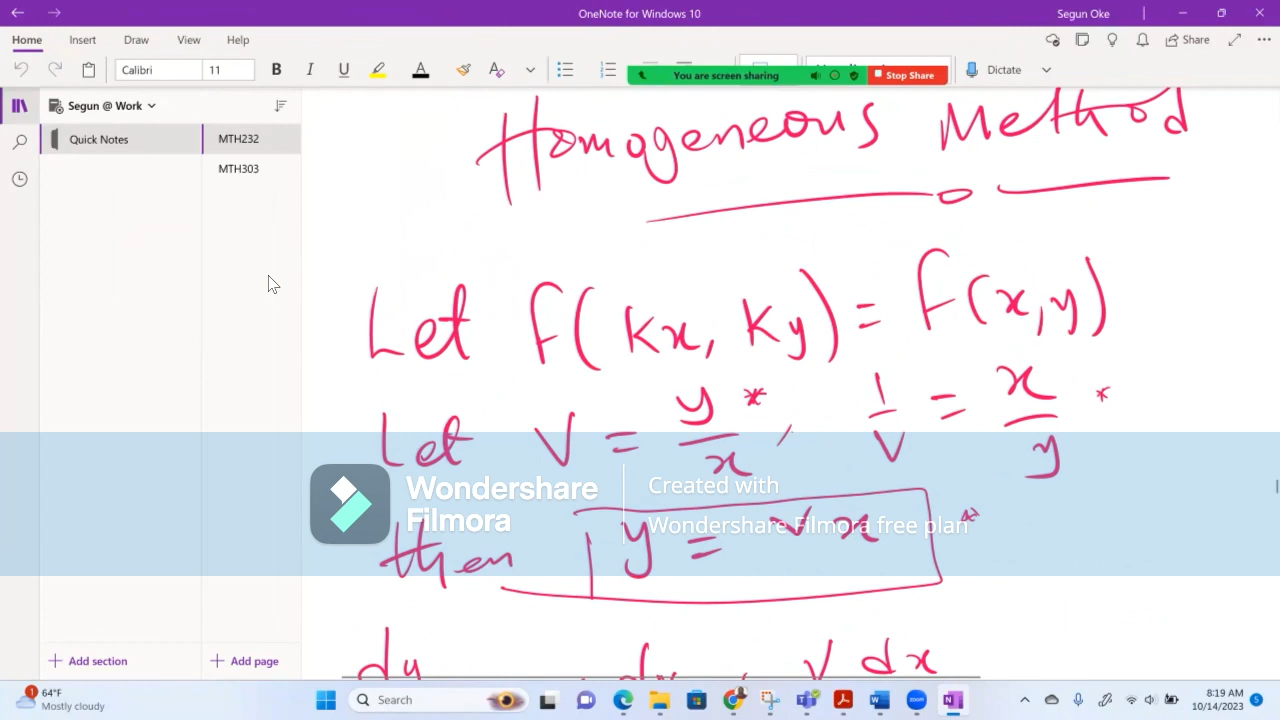 OneNote for Windows 10
Segun Oke
Home Insert Draw View Help
Share
Calibri 11 B I U A
You are screen sharing
Stop Share
Dictate
Segun @ Work
Quick Notes
MTH232
MTH303
Homogeneous Method
Let f(kx, ky) = f(x,y)
Let V = y/x *, 1/V = x/y *
then y = vx *
Wondershare
Filmora
Created with
Wondershare Filmora free plan
V dx
+ Add section
+ Add page
1
64°F
Mostly cloudy
Search
8:19 AM
10/14/2023
5